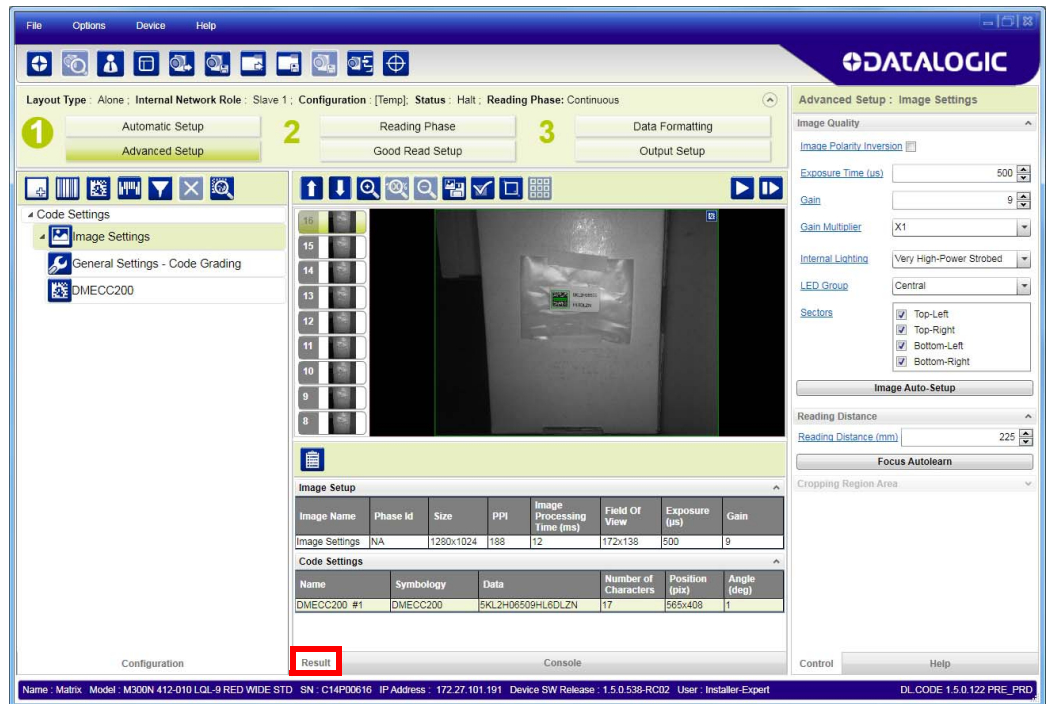 File Options Device Help
DATALOGIC
Layout Type : Alone ; Internal Network Role : Slave 1 ; Configuration : [Temp]; Status : Halt ; Reading Phase: Continuous
1 Automatic Setup 2 Reading Phase 3 Data Formatting
Advanced Setup Good Read Setup Output Setup
Code Settings
Image Settings
General Settings - Code Grading
DMECC200
Configuration
16
15
14
13
12
11
10
9
8
Image Setup
Image Name Phase Id Size PPI Image Processing Time (ms) Field Of View Exposure (µs) Gain
Image Settings NA 1280x1024 188 12 172x138 500 9
Code Settings
Name Symbology Data Number of Characters Position (pix) Angle (deg)
DMECC200 #1 DMECC200 5KL2H06509HL6DLZN 17 565x408 1
Result Console
Advanced Setup : Image Settings
Image Quality
Image Polarity Inversion
Exposure Time (µs) 500
Gain 9
Gain Multiplier X1
Internal Lighting Very High-Power Strobed
LED Group Central
Sectors Top-Left
Top-Right
Bottom-Left
Bottom-Right
Image Auto-Setup
Reading Distance
Reading Distance (mm) 225
Focus Autolearn
Cropping Region Area
Control Help
Name : Matrix Model : M300N 412-010 LQL-9 RED WIDE STD SN : C14P00616 IP Address : 172.27.101.191 Device SW Release : 1.5.0.538-RC02 User : Installer-Expert DL.CODE 1.5.0.122 PRE_PRD